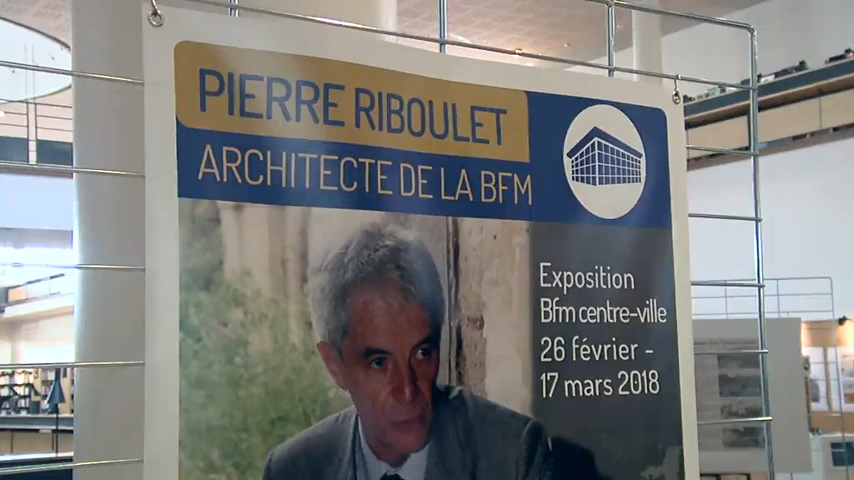 PIERRE RIBOULET
ARCHITECTE DE LA BFM
Exposition
Bfm centre-ville
26 février -
17 mars 2018